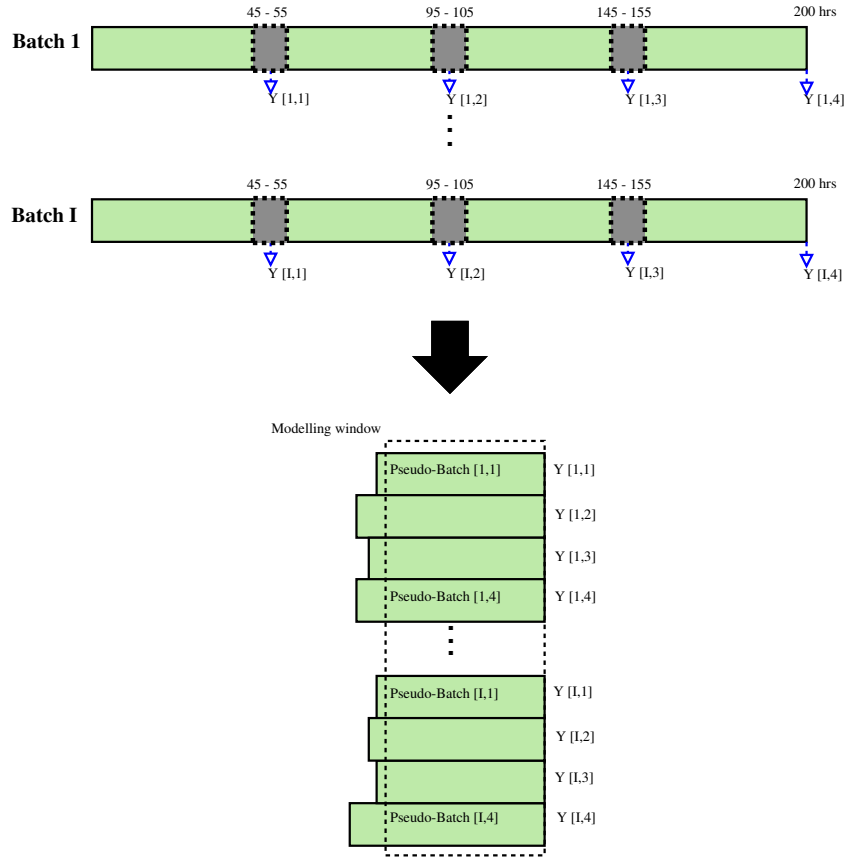 45 - 55 95 - 105 145 - 155 200 hrs
Batch 1
Y [1,1] Y [1,2] Y [1,3] Y [1,4]
45 - 55 95 - 105 145 - 155 200 hrs
Batch I
Y [I,1] Y [I,2] Y [I,3] Y [I,4]
Modelling window
Pseudo-Batch [1,1] Y [1,1]
Y [1,2]
Y [1,3]
Pseudo-Batch [1,4] Y [1,4]
Pseudo-Batch [I,1] Y [I,1]
Y [I,2]
Y [I,3]
Pseudo-Batch [I,4] Y [I,4]